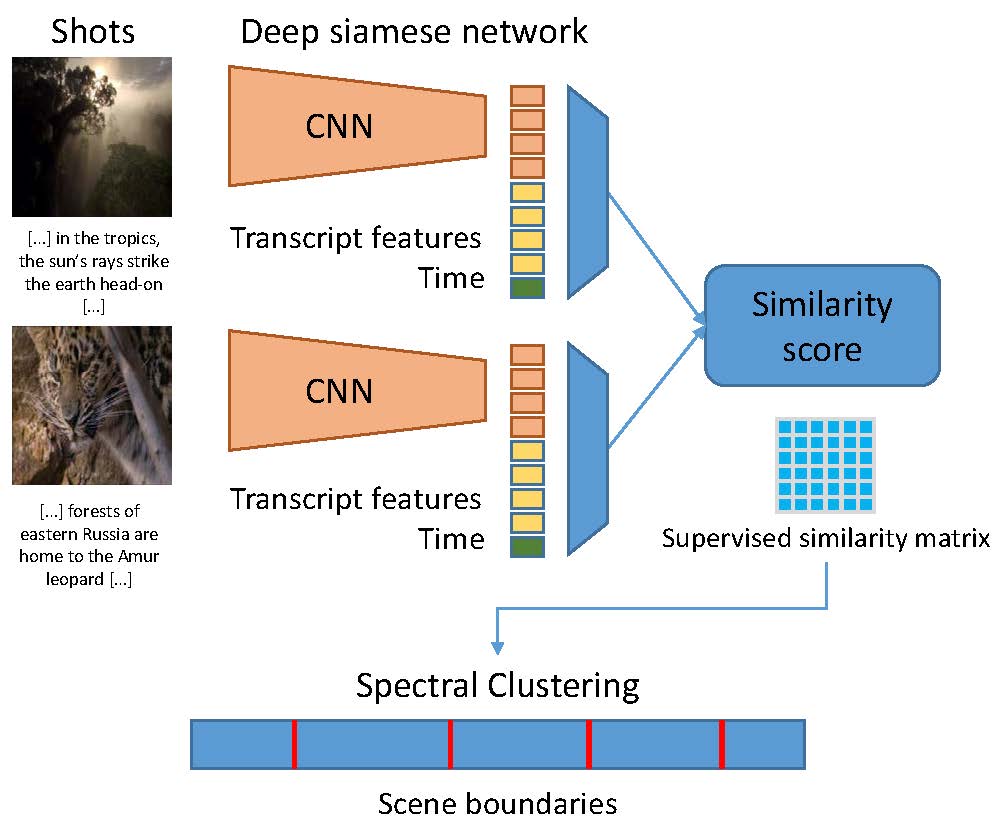 Shots
Deep siamese network
CNN
[...] in the tropics,
the sun's rays strike
the earth head-on
[...]
Transcript features
Time
CNN
[...] forests of
eastern Russia are
home to the Amur
leopard [...]
Transcript features
Time
Similarity
score
Supervised similarity matrix
Spectral Clustering
Scene boundaries